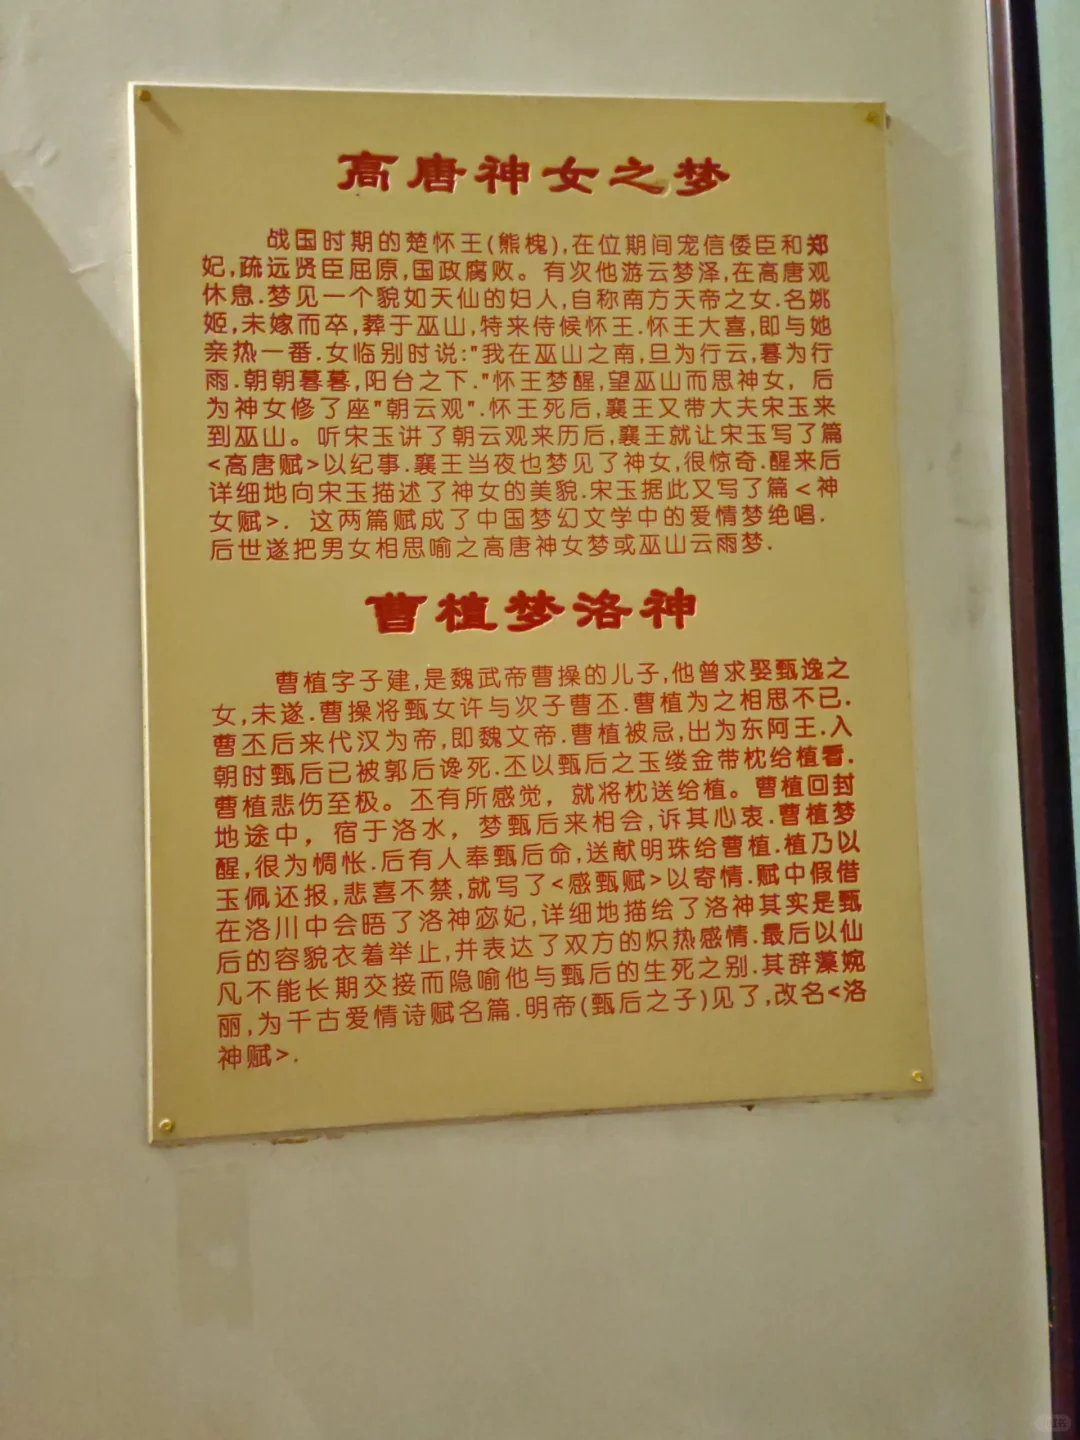 高唐神女之梦
战国时期的楚怀王(熊槐),在位期间宠信倭臣和郑
妃,疏远贤臣屈原,国政腐败。有次他游云梦泽,在高唐观
休息.梦见一个貌如天仙的妇人,自称南方天帝之女.名姚
姬,未嫁而卒,葬于巫山,特来侍候怀王.怀王大喜,即与她
亲热一番.女临别时说:"我在巫山之南,旦为行云,暮为行
雨.朝朝暮暮,阳台之下."怀王梦醒,望巫山而思神女,后
为神女修了座"朝云观".怀王死后,襄王又带大夫宋玉来
到巫山。听宋玉讲了朝云观来历后,襄王就让宋玉写了篇
<高唐赋>以纪事.襄王当夜也梦见了神女,很惊奇.醒来后
详细地向宋玉描述了神女的美貌.宋玉据此又写了篇<神
女赋>.这两篇赋成了中国梦幻文学中的爱情梦绝唱.
后世遂把男女相思喻之高唐神女梦或巫山云雨梦.
曹植梦洛神
曹植字子建,是魏武帝曹操的儿子,他曾求娶甄逸之
女,未遂.曹操将甄女许与次子曹丕.曹植为之相思不已.
曹丕后来代汉为帝,即魏文帝.曹植被忌,出为东阿王.入
朝时甄后已被郭后谗死.丕以甄后之玉缕金带枕给植看.
曹植悲伤至极。丕有所感觉,就将枕送给植。曹植回封
地途中,宿于洛水,梦甄后来相会,诉其心衷.曹植梦
醒,很为惆怅.后有人奉甄后命,送献明珠给曹植.植乃以
玉佩还报,悲喜不禁,就写了<感甄赋>以寄情.赋中假借
在洛川中会晤了洛神宓妃,详细地描绘了洛神其实是甄
后的容貌衣着举止,并表达了双方的炽热感情.最后以仙
凡不能长期交接而隐喻他与甄后的生死之别.其辞藻婉
丽,为千古爱情诗赋名篇.明帝(甄后之子)见了,改名<洛
神赋>.